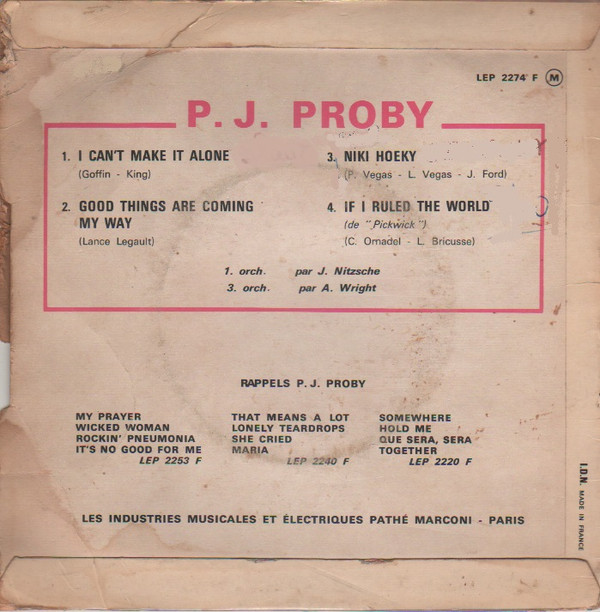 LEP 2274 F M
P. J. PROBY
1. I CAN'T MAKE IT ALONE
(Goffin - King)
2. GOOD THINGS ARE COMING
MY WAY
(Lance Legault)
3. NIKI HOEKY
(P. Vegas - L. Vegas - J. Ford)
4. IF I RULED THE WORLD
(de "Pickwick")
(C. Ornadel - L. Bricusse)
1. orch. par J. Nitzsche
3. orch. par A. Wright
RAPPELS P. J. PROBY
MY PRAYER
WICKED WOMAN
ROCKIN' PNEUMONIA
IT'S NO GOOD FOR ME
LEP 2253 F
THAT MEANS A LOT
LONELY TEARDROPS
SHE CRIED
MARIA
LEP 2240 F
SOMEWHERE
HOLD ME
QUE SERA, SERA
TOGETHER
LEP 2220 F
LES INDUSTRIES MUSICALES ET ÉLECTRIQUES PATHÉ MARCONI - PARIS
I.D.N. MADE IN FRANCE